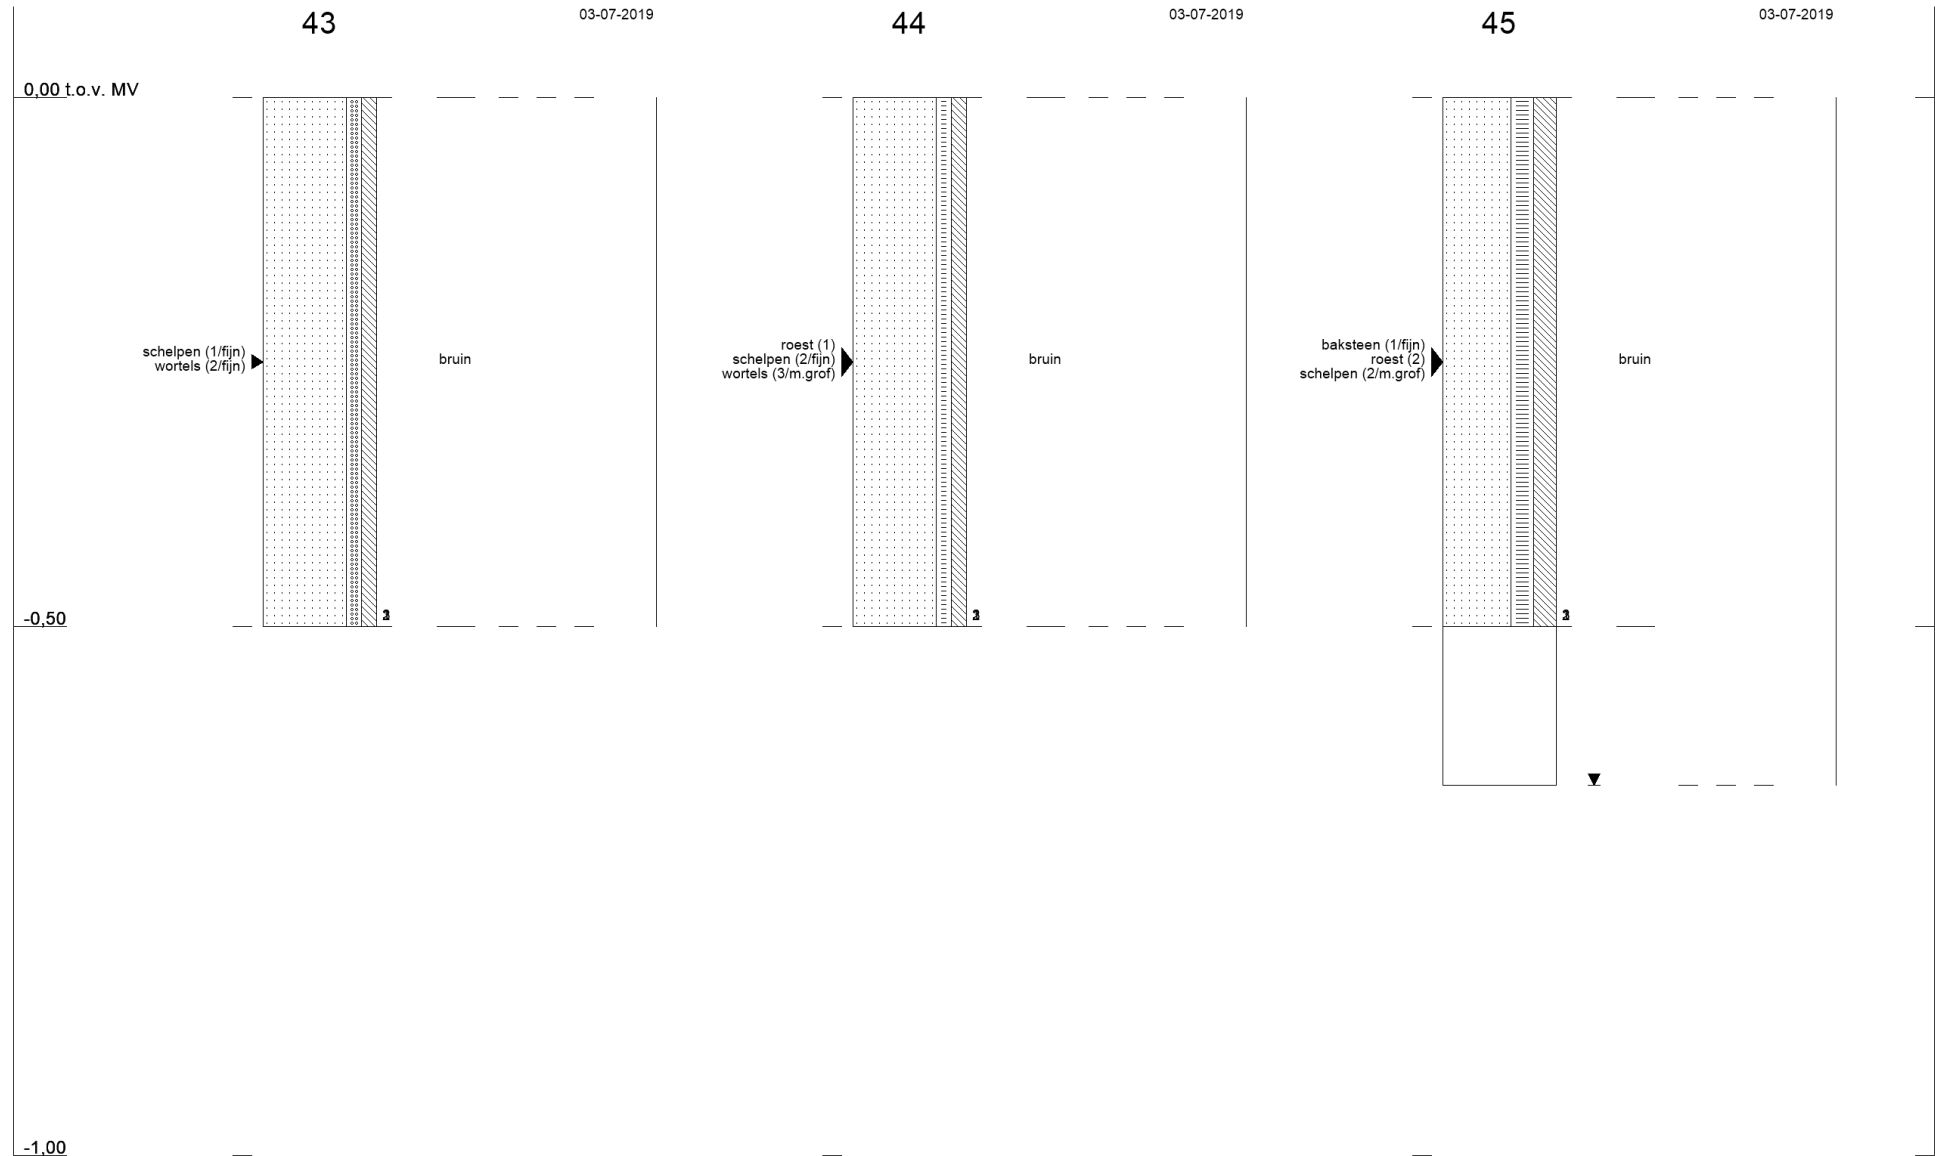 43
03-07-2019
44
03-07-2019
45
03-07-2019
0,00 t.o.v. MV
schelpen (1/fijn)
wortels (2/fijn)
bruin
roest (1)
schelpen (2/fijn)
wortels (3/m.grof)
bruin
baksteen (1/fijn)
roest (2)
schelpen (2/m.grof)
bruin
-0,50
-1,00